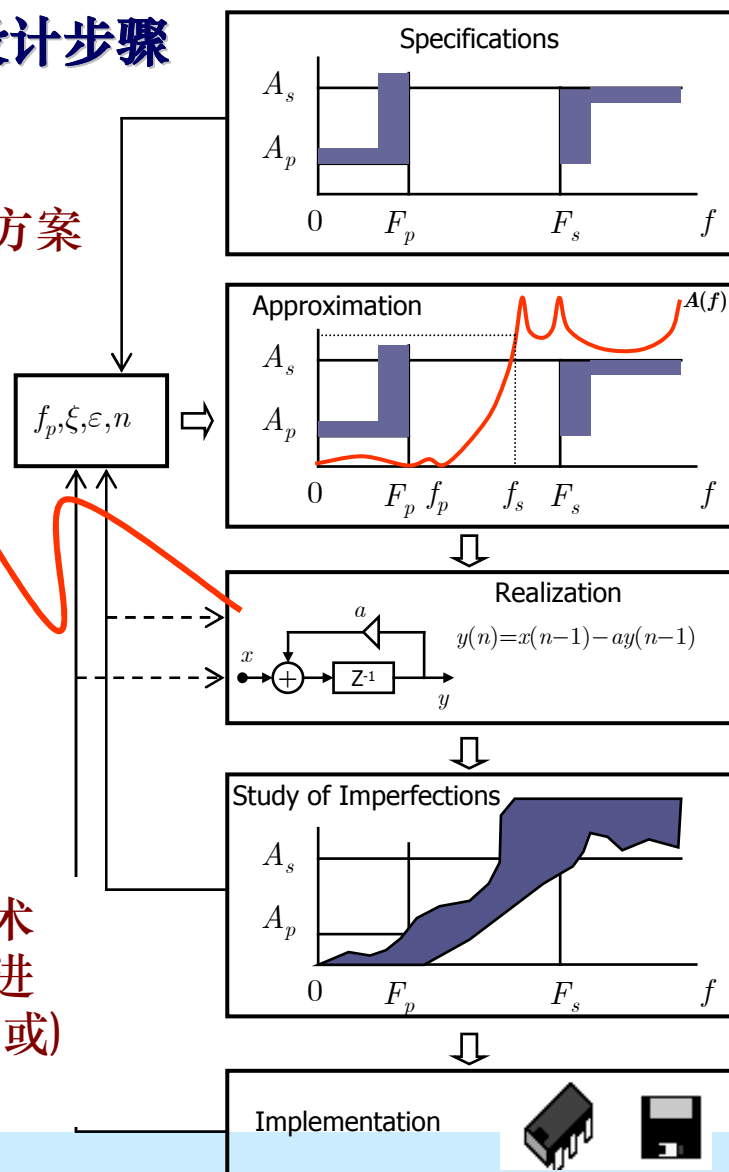 设计步骤
Specifications
A_s
A_p
0 F_p F_s f
方案
Approximation
A(f)
A_s
A_p
0 F_p f_p f_s F_s f
f_p,ξ,ε,n
Realization
a
y(n)=x(n−1)−ay(n−1)
x
+
Z-1
y
Study of Imperfections
A_s
A_p
0 F_p F_s f
术
进
或)
Implementation